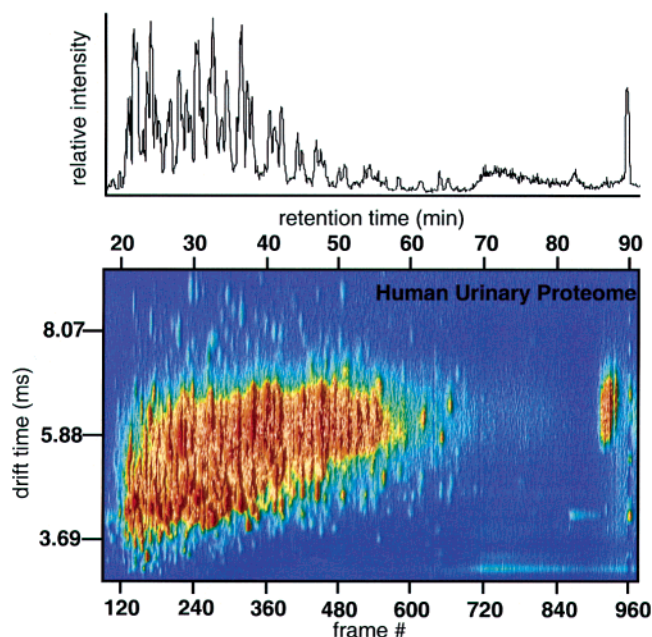 relative intensity
retention time (min)
20 30 40 50 60 70 80 90
Human Urinary Proteome
drift time (ms)
8.07
5.88
3.69
120 240 360 480 600 720 840 960
frame #